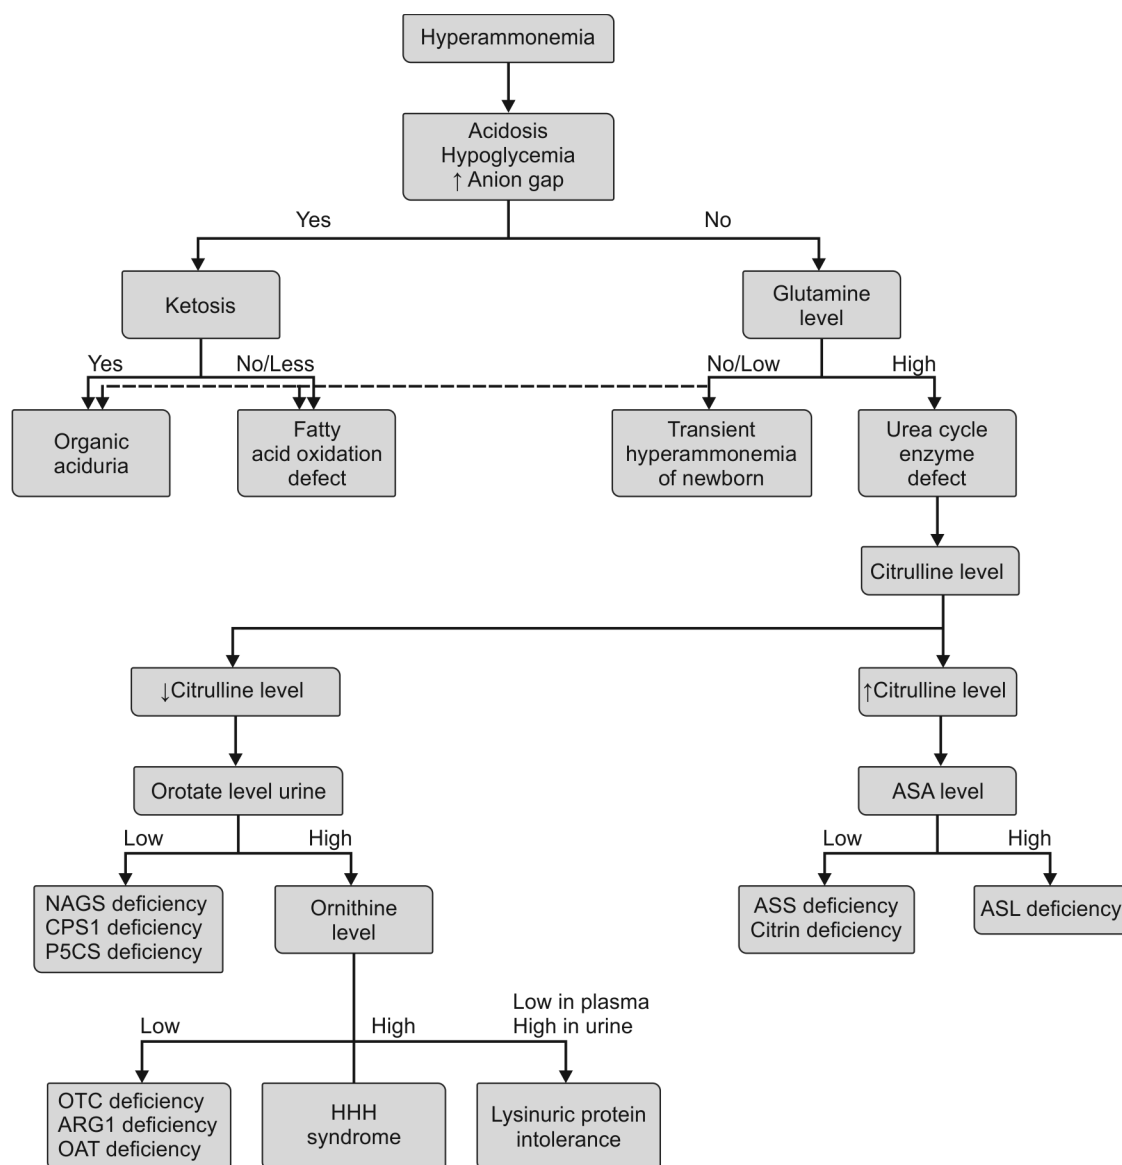 Hyperammonemia
Acidosis
Hypoglycemia
↑ Anion gap
Yes
No
Ketosis
Glutamine
level
Yes
No/Less
No/Low
High
Organic
aciduria
Fatty
acid oxidation
defect
Transient
hyperammonemia
of newborn
Urea cycle
enzyme
defect
Citrulline level
↓Citrulline level
↑Citrulline level
Orotate level urine
ASA level
Low
High
Low
High
NAGS deficiency
CPS1 deficiency
P5CS deficiency
Ornithine
level
ASS deficiency
Citrin deficiency
ASL deficiency
Low
High
Low in plasma
High in urine
OTC deficiency
ARG1 deficiency
OAT deficiency
HHH
syndrome
Lysinuric protein
intolerance